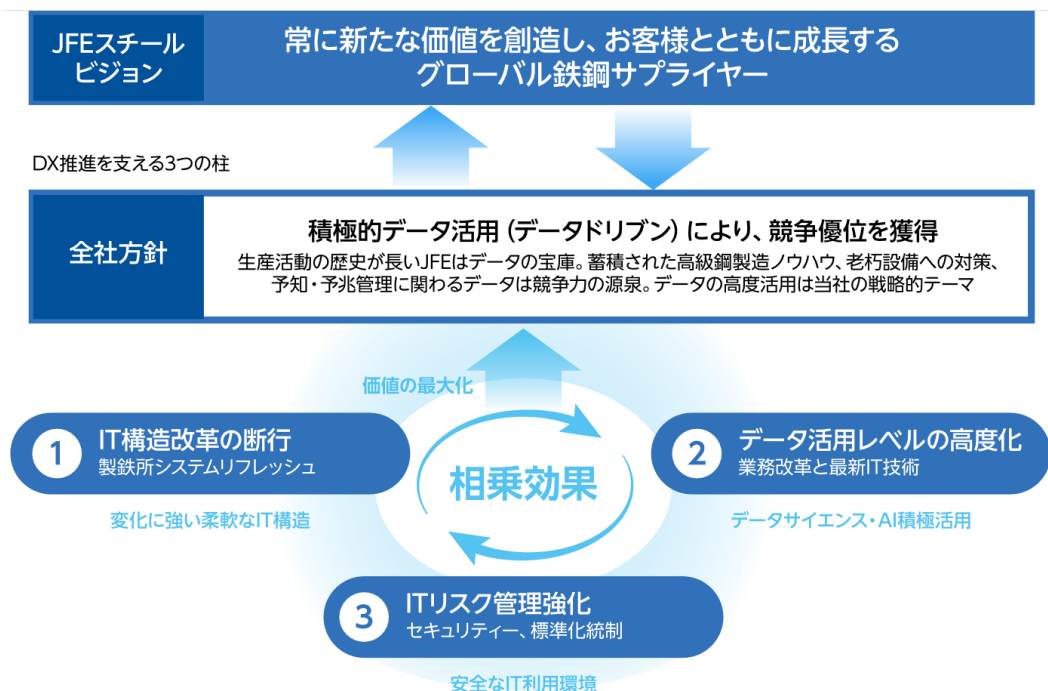 JFEスチール
ビジョン
常に新たな価値を創造し、お客様とともに成長する
グローバル鉄鋼サプライヤー
DX推進を支える3つの柱
全社方針
積極的データ活用（データドリブン）により、競争優位を獲得
生産活動の歴史が長いJFEはデータの宝庫。蓄積された高級鋼製造ノウハウ、老朽設備への対策、
予知・予兆管理に関わるデータは競争力の源泉。データの高度活用は当社の戦略的テーマ
価値の最大化
1
IT構造改革の断行
製鉄所システムリフレッシュ
変化に強い柔軟なIT構造
相乗効果
2
データ活用レベルの高度化
業務改革と最新IT技術
データサイエンス・AI積極活用
3
ITリスク管理強化
セキュリティー、標準化統制
安全なIT利用環境